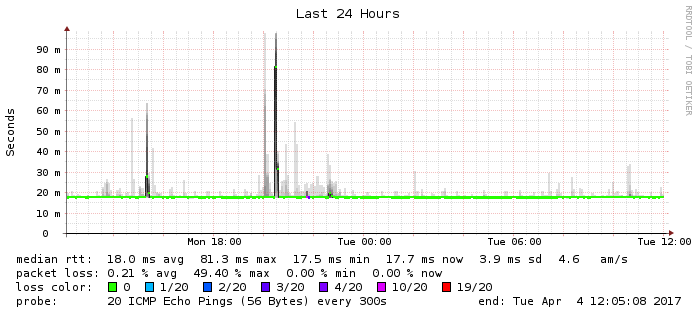 Last 24 Hours
RRDTOOL / TOBI OETIKER
Seconds
90 m
80 m
70 m
60 m
50 m
40 m
30 m
20 m
10 m
0
Mon 18:00 Tue 00:00 Tue 06:00 Tue 12:00
median rtt: 18.0 ms avg 81.3 ms max 17.5 ms min 17.7 ms now 3.9 ms sd 4.6 am/s
packet loss: 0.21 % avg 49.40 % max 0.00 % min 0.00 % now
loss color: 0 1/20 2/20 3/20 4/20 10/20 19/20
probe: 20 ICMP Echo Pings (56 Bytes) every 300s end: Tue Apr 4 12:05:08 2017